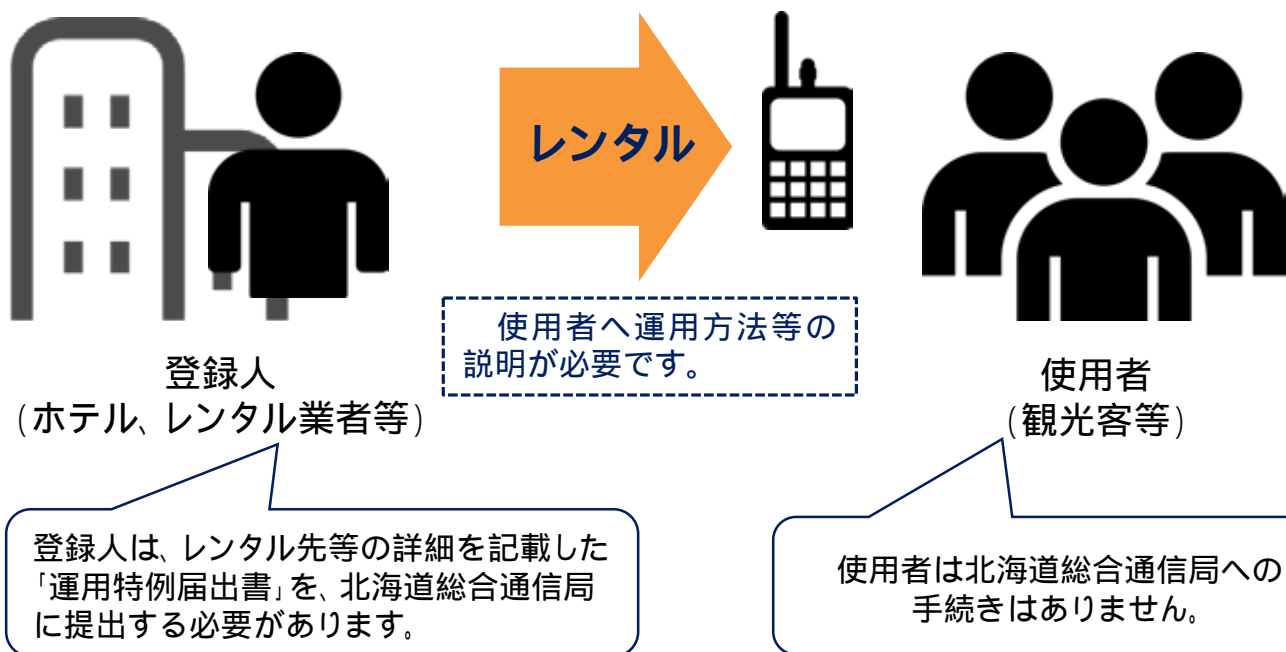 レンタル
使用者へ運用方法等の
説明が必要です。
登録人
(ホテル、レンタル業者等)
使用者
(観光客等)
登録人は、レンタル先等の詳細を記載した
「運用特例届出書」を、北海道総合通信局
に提出する必要があります。
使用者は北海道総合通信局への
手続きはありません。